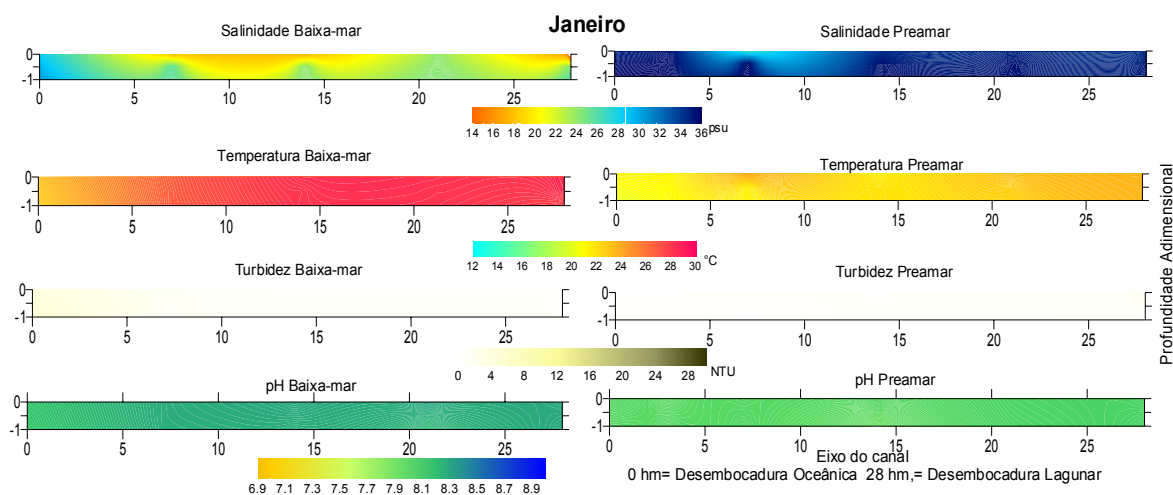 Janeiro
Salinidade Baixa-mar
Salinidade Preamar
0
-1
0 5 10 15 20 25
0
-1
0 5 10 15 20 25
14 16 18 20 22 24 26 28 30 32 34 36 psu
Temperatura Baixa-mar
Temperatura Preamar
0
-1
0 5 10 15 20 25
0
-1
0 5 10 15 20 25
12 14 16 18 20 22 24 26 28 30 °C
Turbidez Baixa-mar
Turbidez Preamar
0
-1
0 5 10 15 20 25
0
-1
0 5 10 15 20 25
0 4 8 12 16 20 24 28 NTU
pH Baixa-mar
pH Preamar
0
-1
0 5 10 15 20 25
0
-1
0 5 10 15 20 25
6.9 7.1 7.3 7.5 7.7 7.9 8.1 8.3 8.5 8.7 8.9
Eixo do canal
0 hm= Desembocadura Oceânica 28 hm,= Desembocadura Lagunar
Profundidade Adimensional